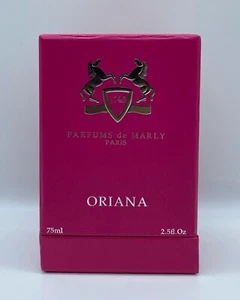 PARFUMS de MARLY
PARIS
ORIANA
75ml 2.5fl.Oz